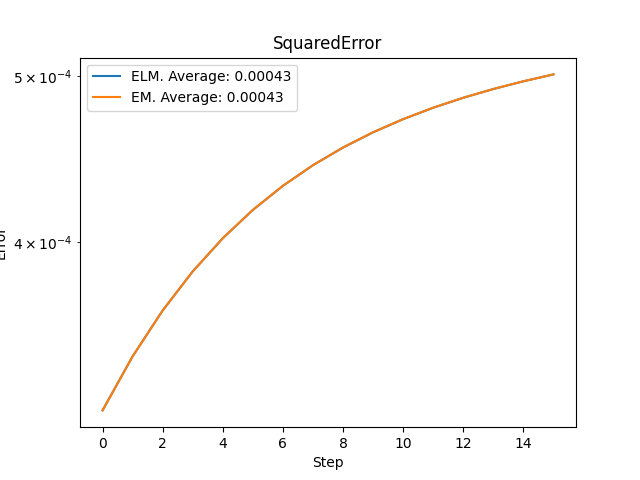 SquaredError
ELM. Average: 0.00043
EM. Average: 0.00043
5 × 10⁻⁴
4 × 10⁻⁴
Error
0 2 4 6 8 10 12 14
Step